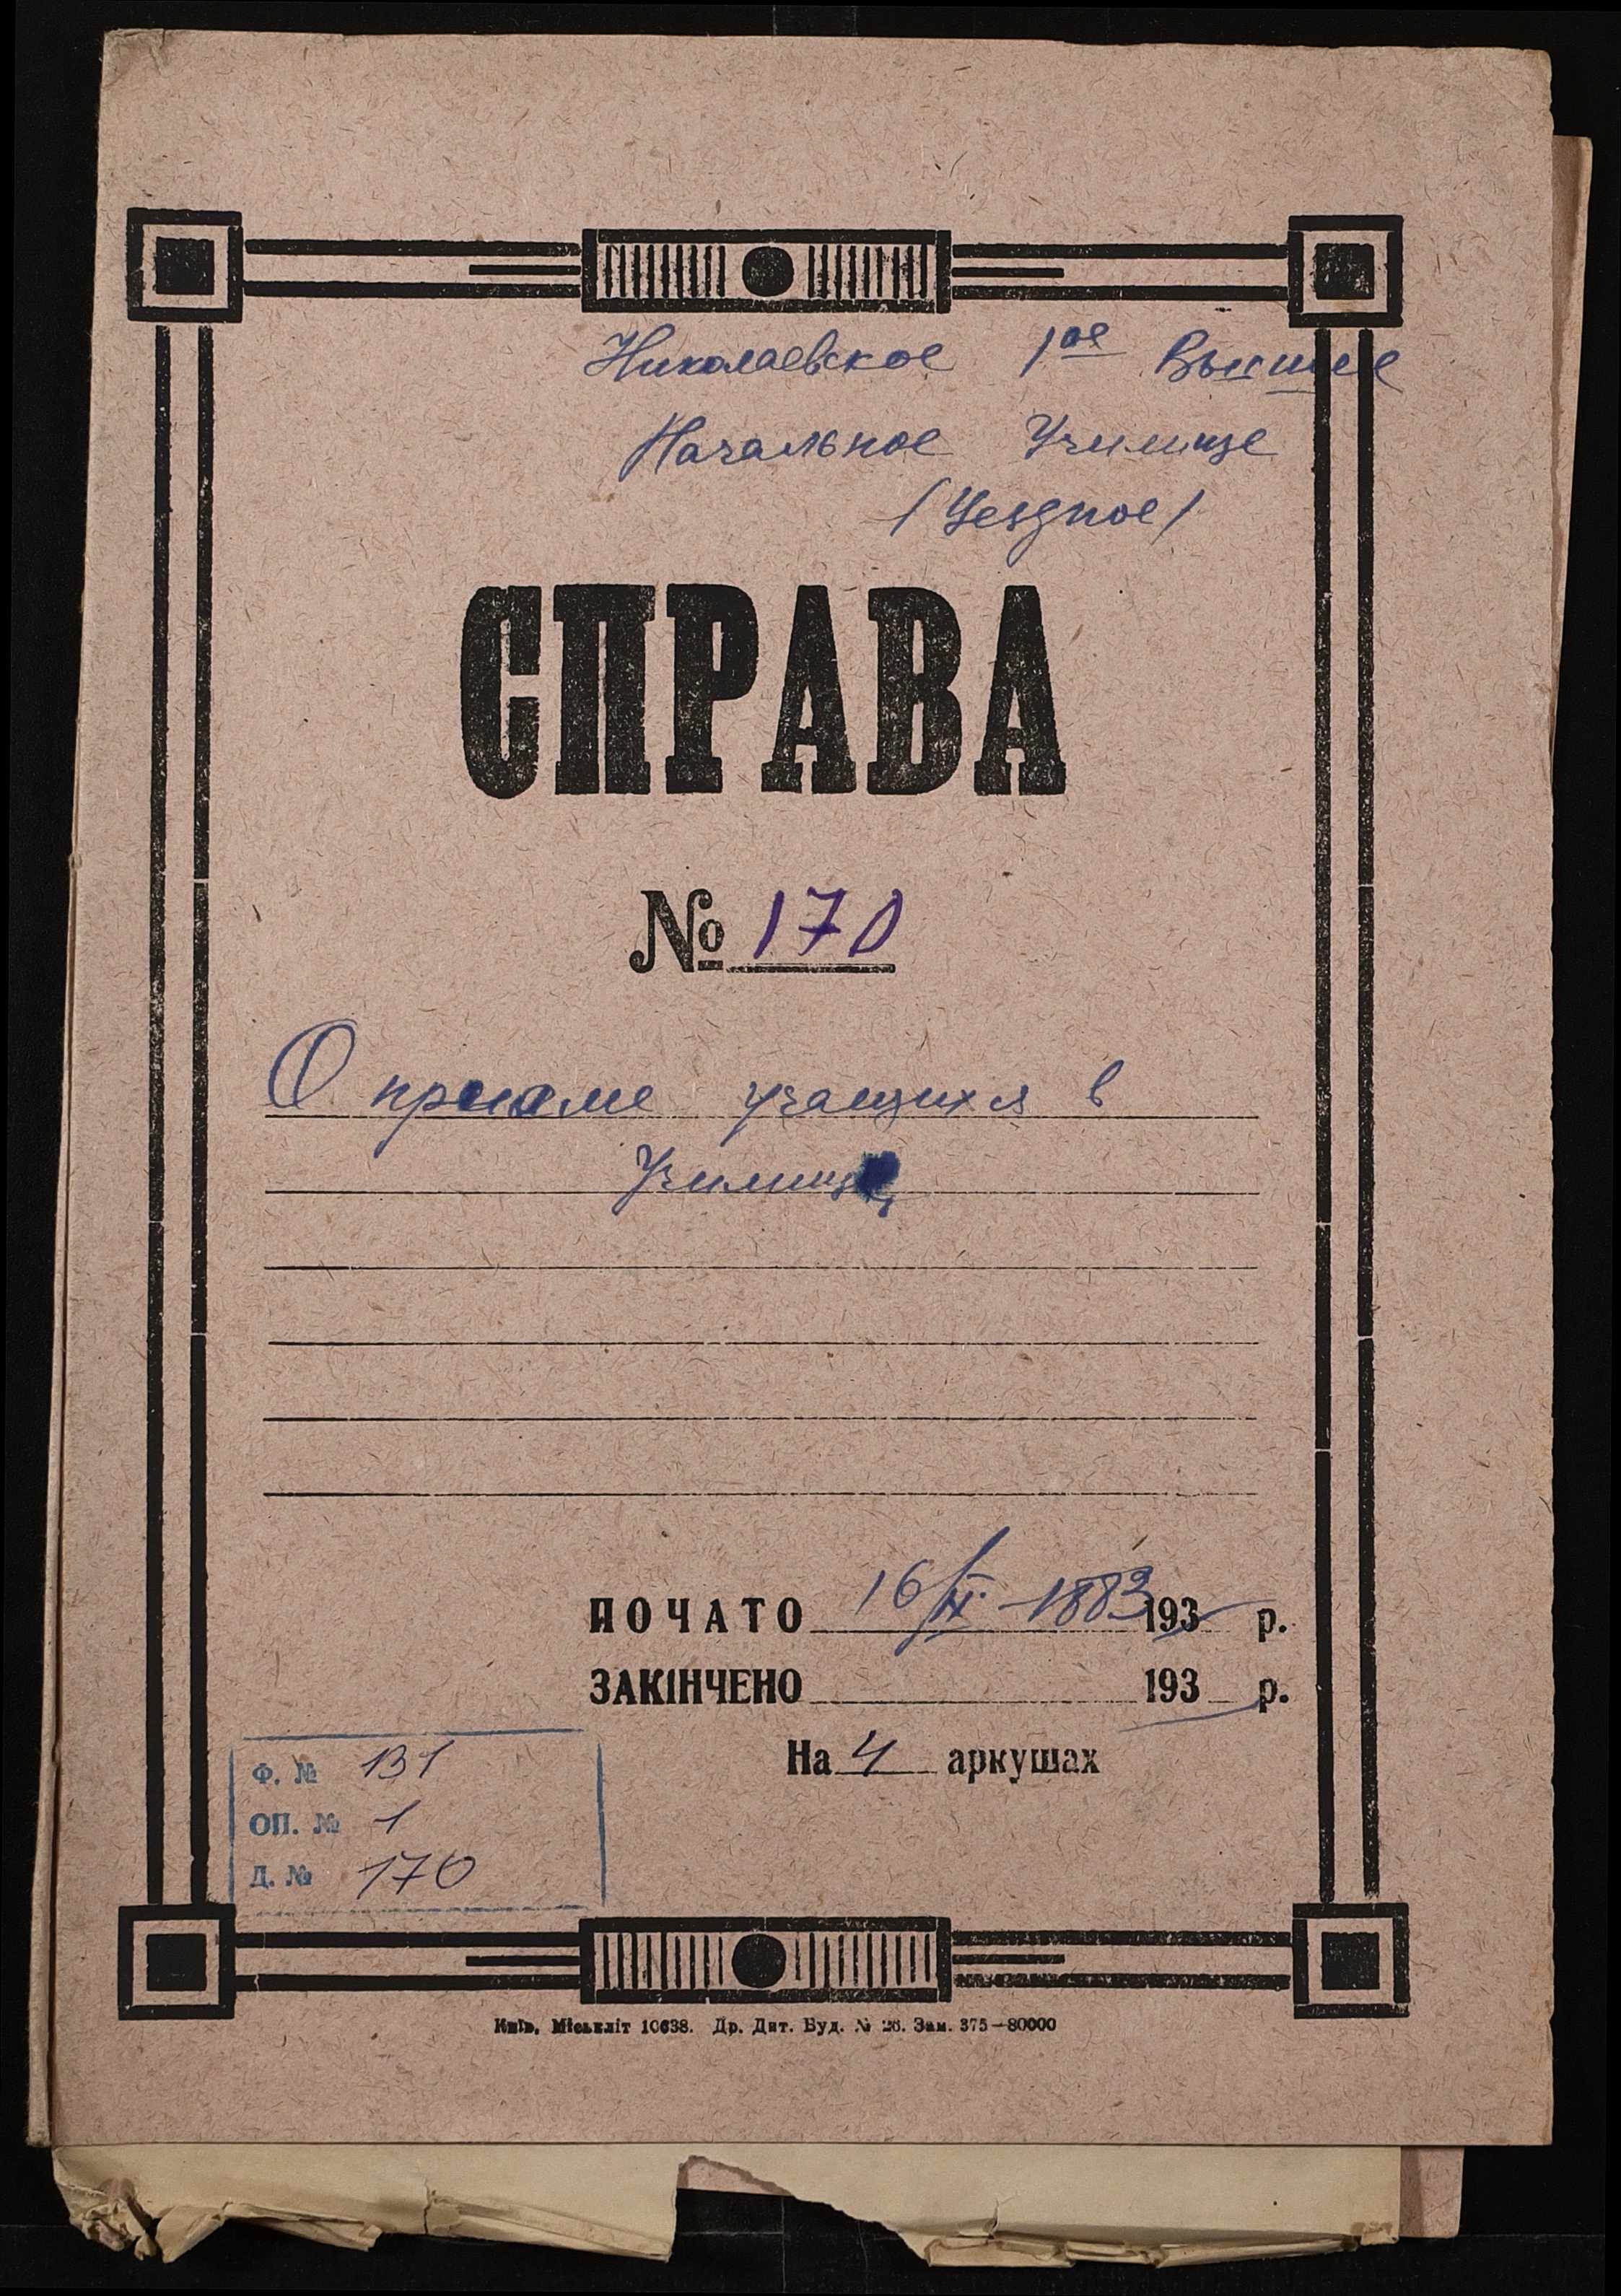 Николаевское 1ое Высшее
Начальное Училище
(Уездное)
СПРАВА
№ 170
О приеме учащихся в
Училище
ПОЧАТО 16/IX-1883 193 р.
ЗАКІНЧЕНО 193 р.
На 4 аркушах
Ф. № 131
ОП. № 1
Д. № 170
Київ, Міськліт 10638. Др. Дит. Буд. № 26. Зам. 375—80000